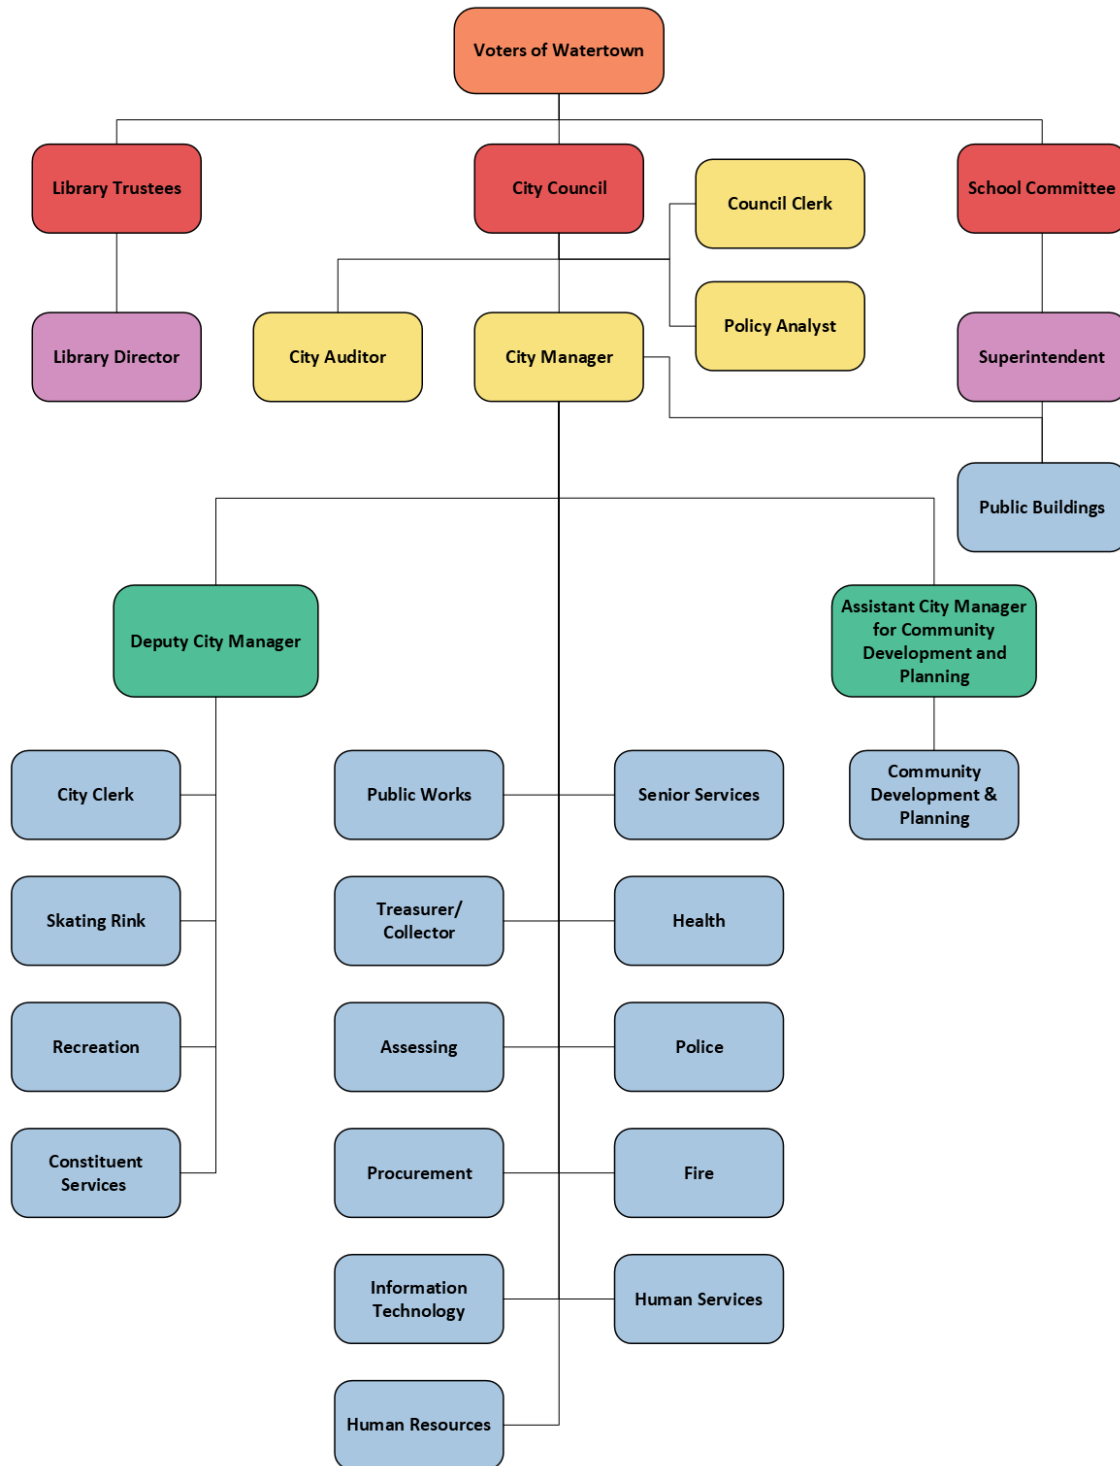 Voters of Watertown
Library Trustees
City Council
Council Clerk
School Committee
Library Director
City Auditor
City Manager
Policy Analyst
Superintendent
Public Buildings
Deputy City Manager
Assistant City Manager
for Community
Development and
Planning
City Clerk
Public Works
Senior Services
Community
Development &
Planning
Skating Rink
Treasurer/
Collector
Health
Recreation
Assessing
Police
Constituent
Services
Procurement
Fire
Information
Technology
Human Services
Human Resources